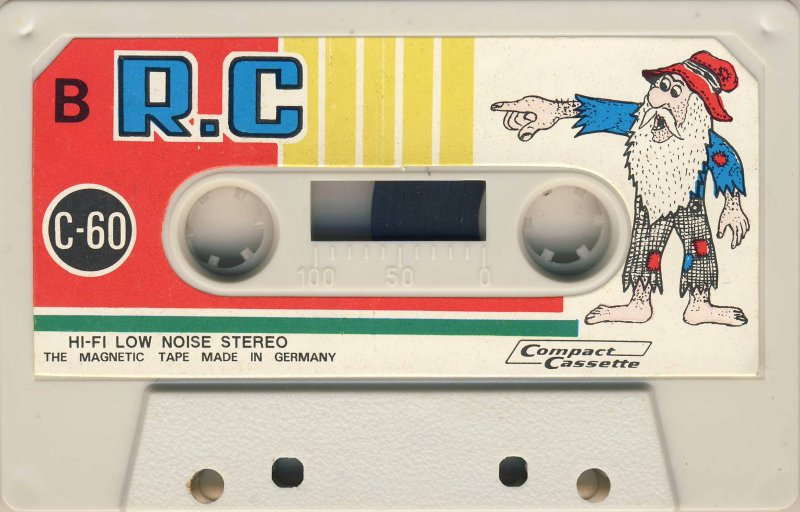 B
R.C
C-60
100 50 0
HI-FI LOW NOISE STEREO
THE MAGNETIC TAPE MADE IN GERMANY
Compact
Cassette